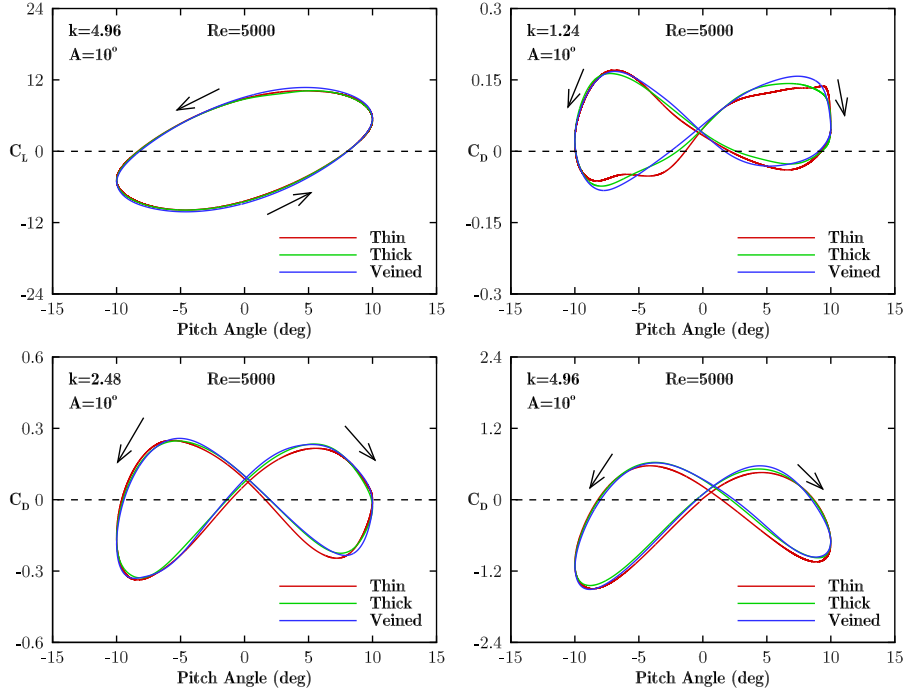 24
12
0
-12
-24
C_L
k=4.96 Re=5000
A=10°
Thin
Thick
Veined
-15 -10 -5 0 5 10 15
Pitch Angle (deg)
0.3
0.15
0
-0.15
-0.3
C_D
k=1.24 Re=5000
A=10°
Thin
Thick
Veined
-15 -10 -5 0 5 10 15
Pitch Angle (deg)
0.6
0.3
0
-0.3
-0.6
C_D
k=2.48 Re=5000
A=10°
Thin
Thick
Veined
-15 -10 -5 0 5 10 15
Pitch Angle (deg)
2.4
1.2
0
-1.2
-2.4
C_D
k=4.96 Re=5000
A=10°
Thin
Thick
Veined
-15 -10 -5 0 5 10 15
Pitch Angle (deg)